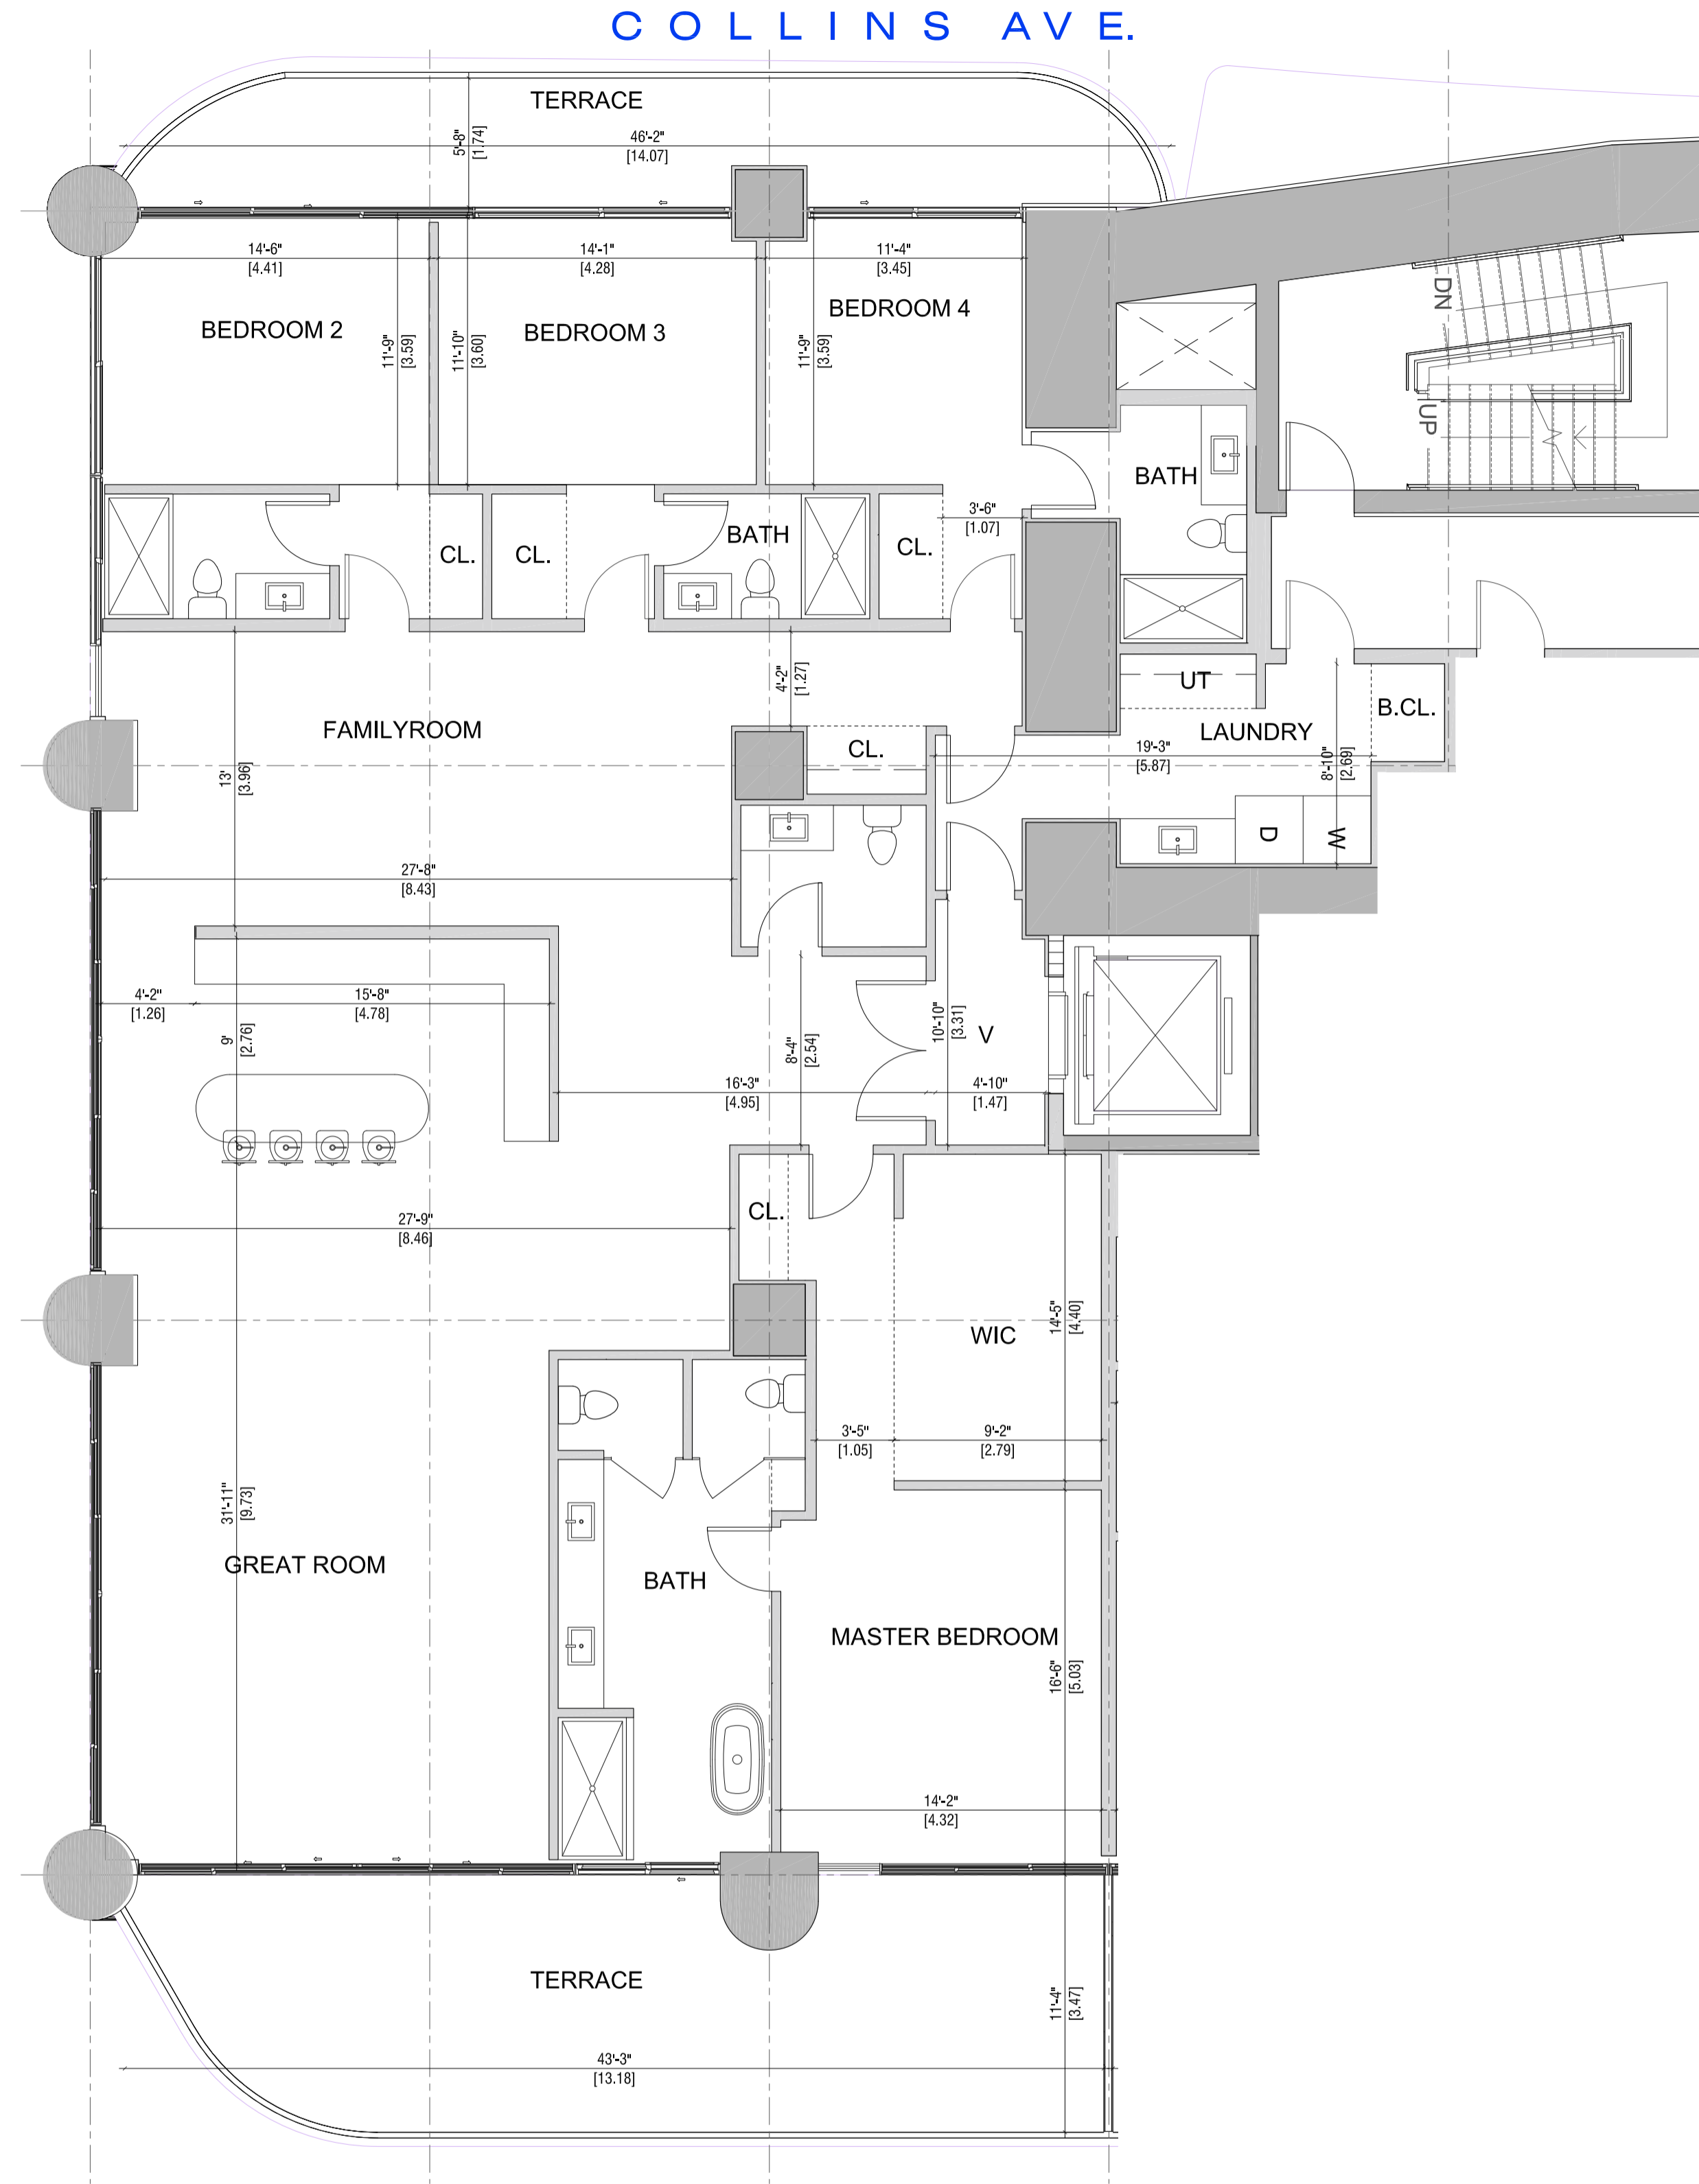 COLLINS AVE.
TERRACE
5'-8"
[1.74]
46'-2"
[14.07]
14'-6"
[4.41]
14'-1"
[4.28]
11'-4"
[3.45]
BEDROOM 2
BEDROOM 3
BEDROOM 4
11'-9"
[3.59]
11'-10"
[3.60]
11'-9"
[3.59]
DN
UP
BATH
3'-6"
[1.07]
BATH
CL.
CL.
CL.
4'-2"
[1.27]
UT
B.CL.
FAMILYROOM
LAUNDRY
CL.
19'-3"
[5.87]
8'-10"
[2.69]
13'
[3.96]
D
W
27'-8"
[8.43]
4'-2"
[1.26]
15'-8"
[4.78]
9'
[2.76]
8'-4"
[2.54]
10'-10"
[3.31]
V
16'-3"
[4.95]
4'-10"
[1.47]
CL.
27'-9"
[8.46]
14'-5"
[4.40]
WIC
3'-5"
[1.05]
9'-2"
[2.79]
31'-11"
[9.73]
GREAT ROOM
BATH
MASTER BEDROOM
16'-6"
[5.03]
14'-2"
[4.32]
TERRACE
11'-4"
[3.47]
43'-3"
[13.18]